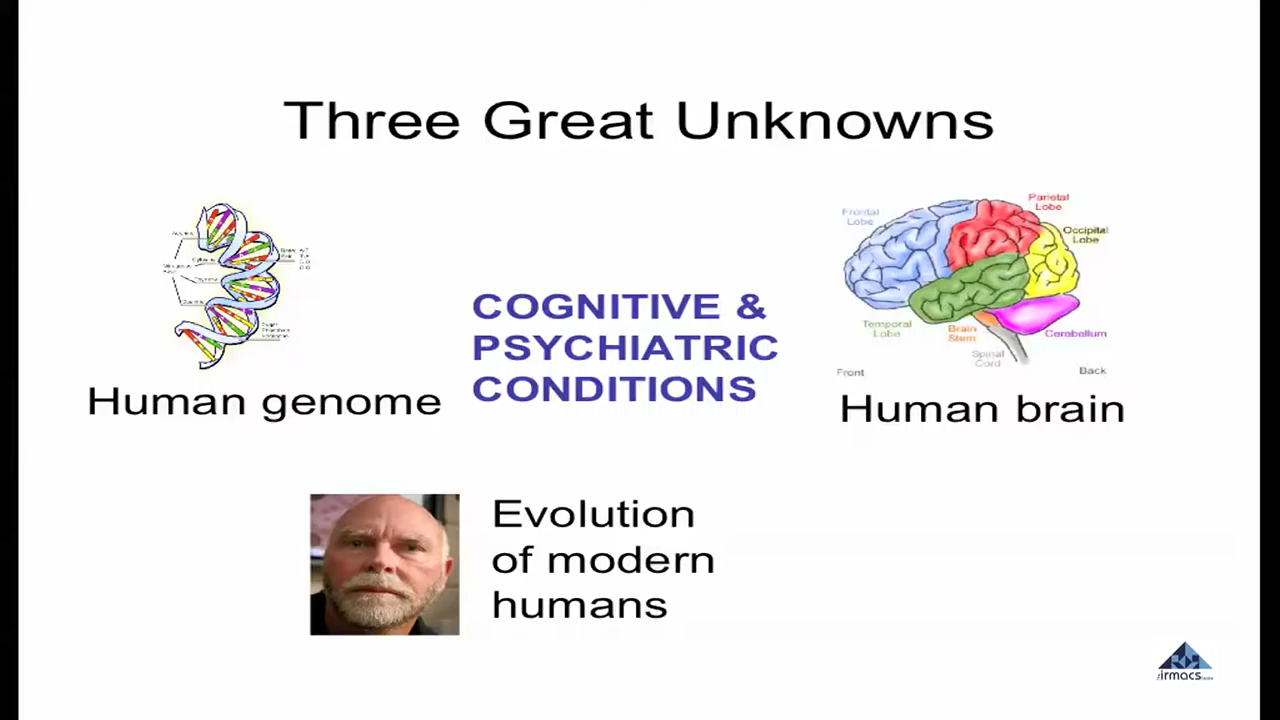 Three Great Unknowns
Frontal
Lobe
Parietal
Lobe
Occipital
Lobe
Temporal
Lobe
Brain
Stem
Spinal
Cord
Cerebellum
Front
Back
COGNITIVE &
PSYCHIATRIC
CONDITIONS
Human genome
Human brain
Evolution
of modern
humans
irmacs